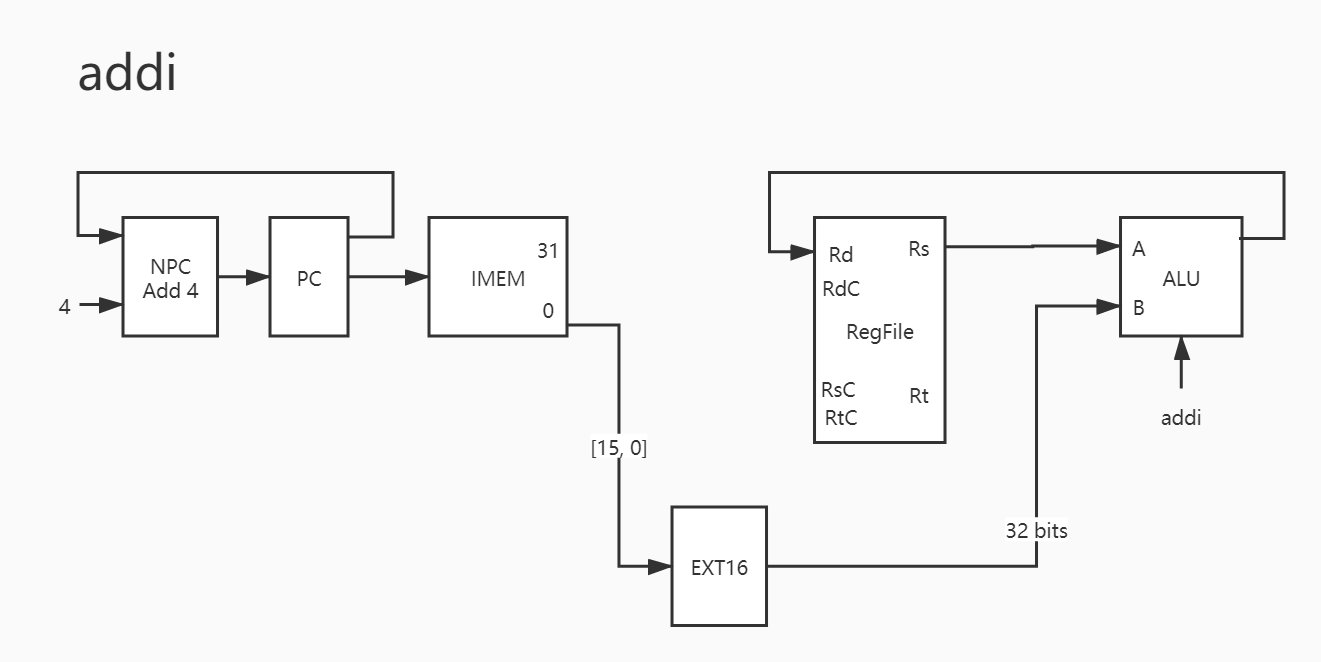 addi
NPC
Add 4
4
PC
IMEM
31
0
[15, 0]
EXT16
32 bits
Rd
RdC
RegFile
RsC
RtC
Rs
Rt
A
B
ALU
addi